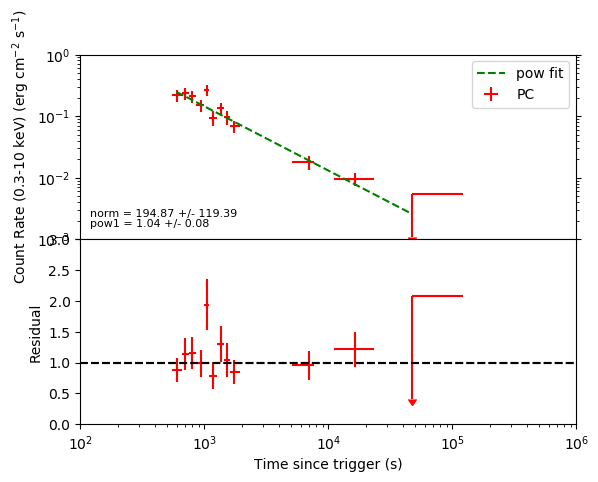 10^0
pow fit
PC
10^-1
10^-2
norm = 194.87 +/- 119.39
pow1 = 1.04 +/- 0.08
10^-3
Count Rate (0.3-10 keV) (erg cm^-2 s^-1)
3.0
2.5
2.0
1.5
1.0
0.5
0.0
Residual
10^2 10^3 10^4 10^5 10^6
Time since trigger (s)